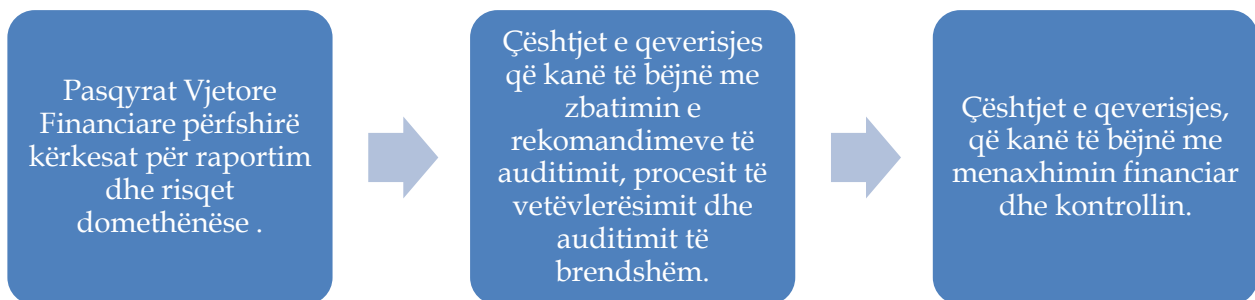 Pasqyrat Vjetore
Financiare përfshirë
kërkesat për raportim
dhe risqet
domethënëse .
Çështjet e qeverisjes
që kanë të bëjnë me
zbatimin e
rekomandimeve të
auditimit, procesit të
vetëvlerësimit dhe
auditimit të
brendshëm.
Çështjet e qeverisjes,
që kanë të bëjnë me
menaxhimin financiar
dhe kontrollin.